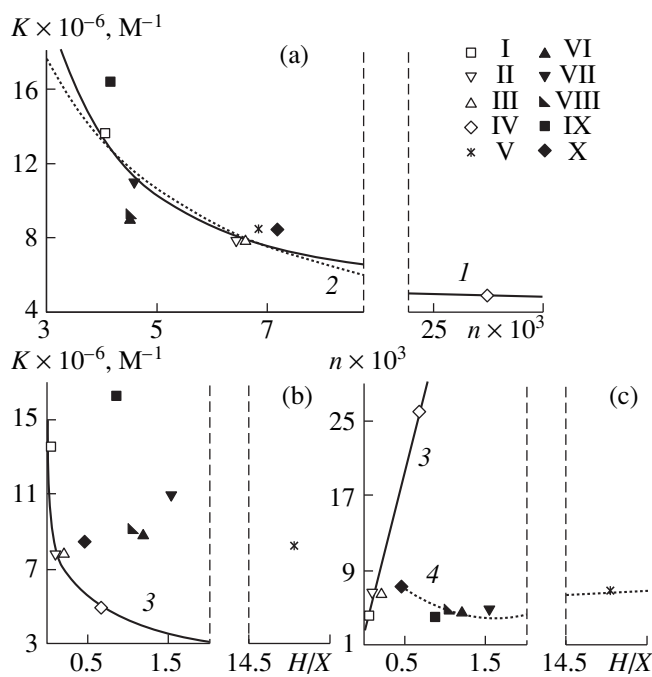 K × 10⁻⁶, M⁻¹
(a)
I VI
II VII
III VIII
IV IX
V X
16
12
8
4
2
1
3 5 7 25 n × 10³
K × 10⁻⁶, M⁻¹
(b)
15
11
7
3
3
0.5 1.5 14.5 H/X
n × 10³
(c)
25
17
9
1
3
4
0.5 1.5 14.5 H/X